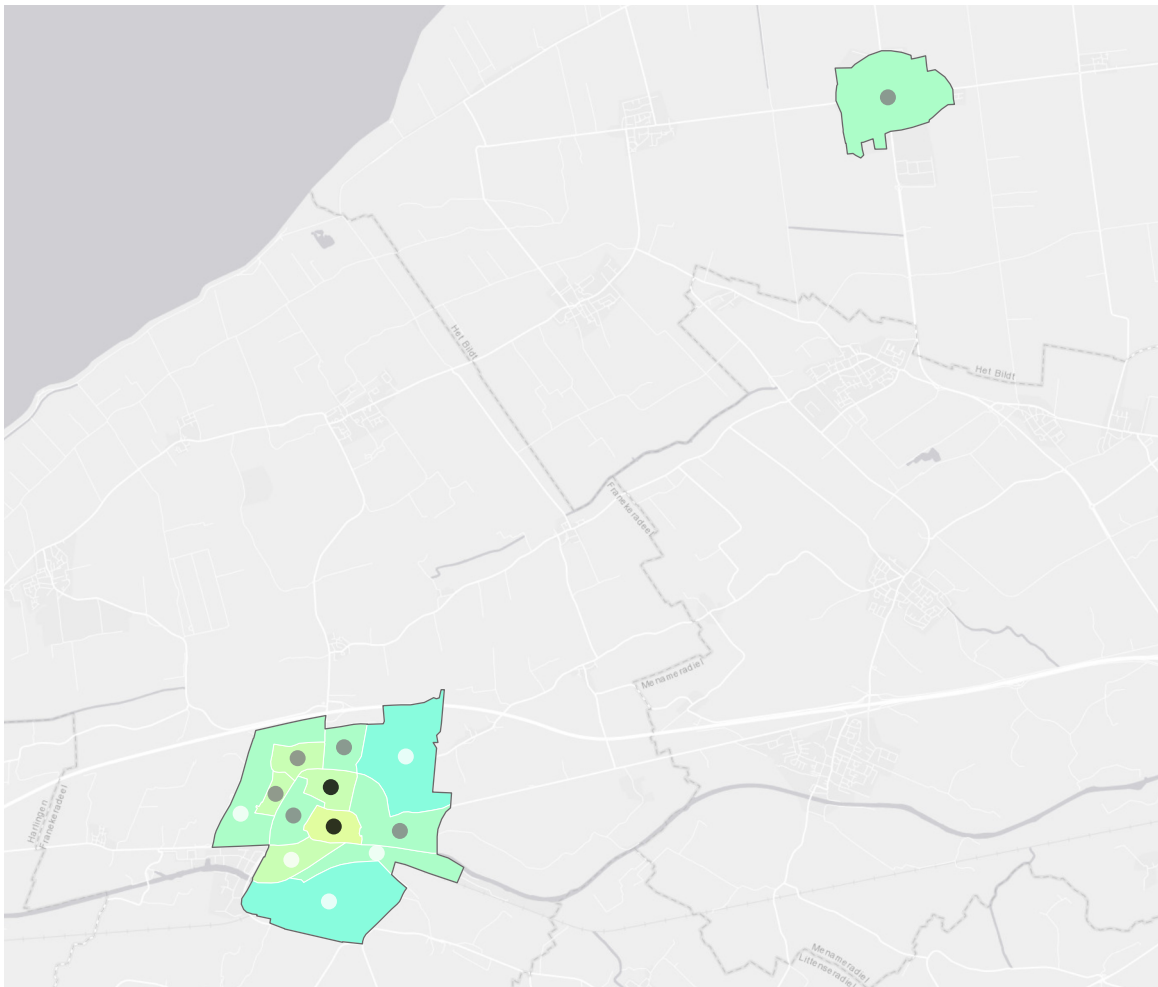 Het Bildt
Het Bildt
Franekeradeel
Menameradiel
Harlingen
Franekeradeel
Menameradiel
Littenseradiel